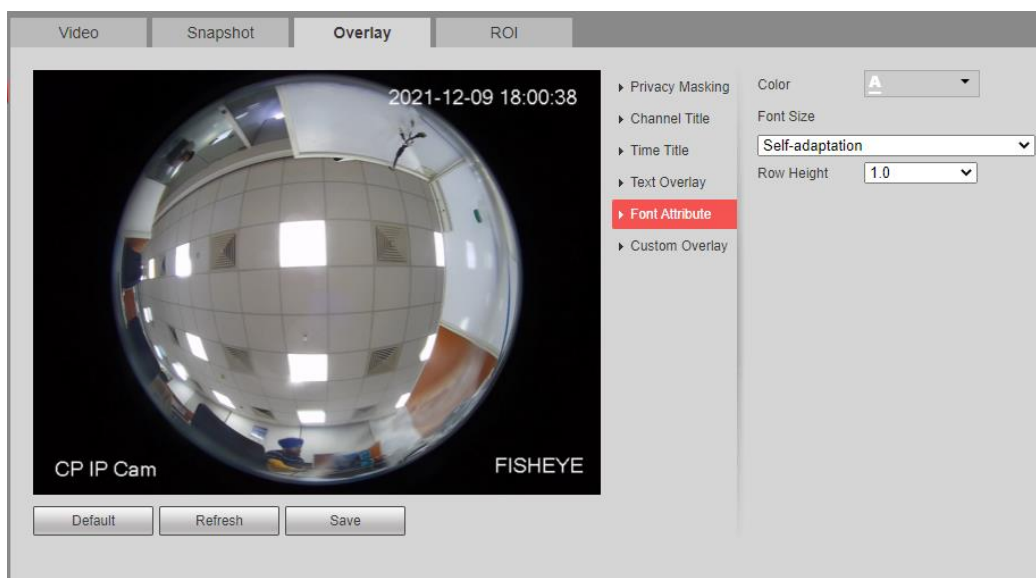 Video
Snapshot
Overlay
ROI
2021-12-09 18:00:38
CP IP Cam
FISHEYE
Privacy Masking
Channel Title
Time Title
Text Overlay
Font Attribute
Custom Overlay
Color
A
Font Size
Self-adaptation
Row Height
1.0
Default
Refresh
Save